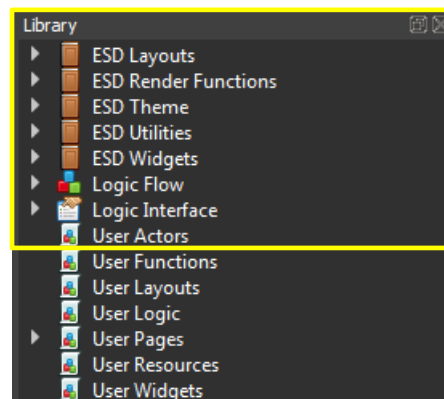 Library
ESD Layouts
ESD Render Functions
ESD Theme
ESD Utilities
ESD Widgets
Logic Flow
Logic Interface
User Actors
User Functions
User Layouts
User Logic
User Pages
User Resources
User Widgets